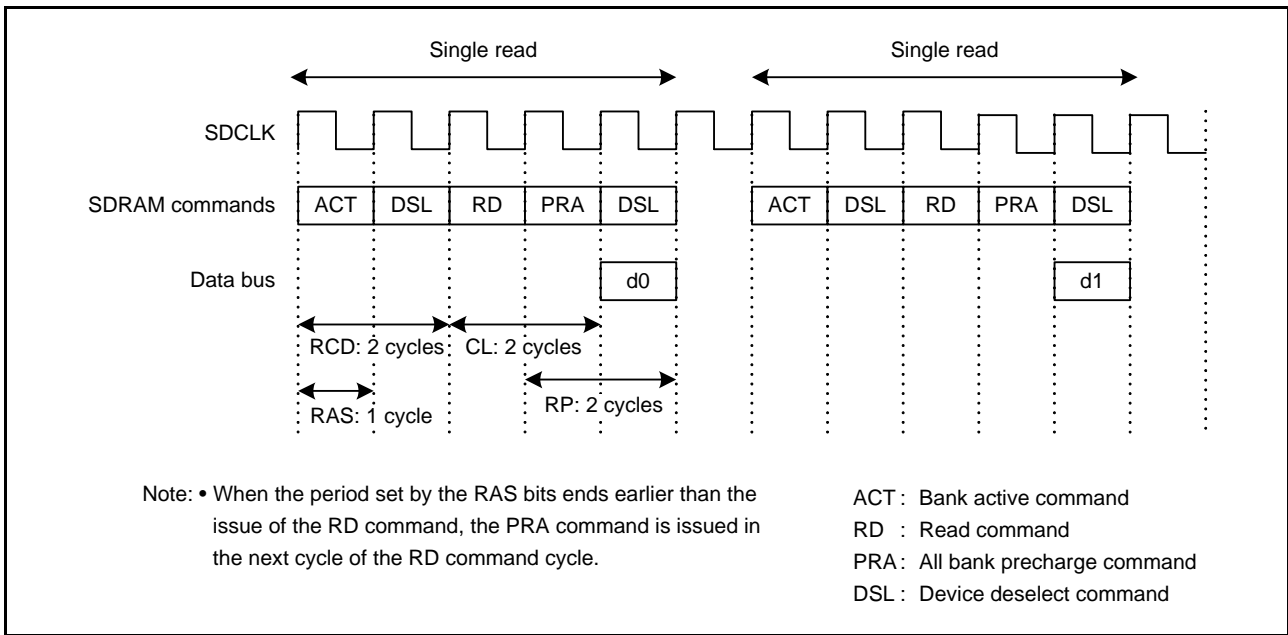 Single read Single read
SDCLK
SDRAM commands ACT DSL RD PRA DSL ACT DSL RD PRA DSL
Data bus d0 d1
RCD: 2 cycles CL: 2 cycles
RAS: 1 cycle RP: 2 cycles
Note: • When the period set by the RAS bits ends earlier than the
issue of the RD command, the PRA command is issued in
the next cycle of the RD command cycle.
ACT : Bank active command
RD : Read command
PRA : All bank precharge command
DSL : Device deselect command